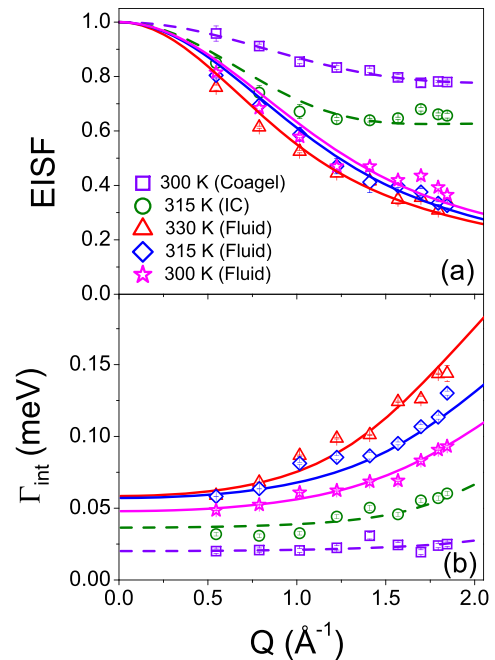 1.0
0.8
0.6
0.4
0.2
0.0
EISF
300 K (Coagel)
315 K (IC)
330 K (Fluid)
315 K (Fluid)
300 K (Fluid)
(a)
0.15
0.10
0.05
0.00
Γint (meV)
(b)
0.0 0.5 1.0 1.5 2.0
Q (Å-1)